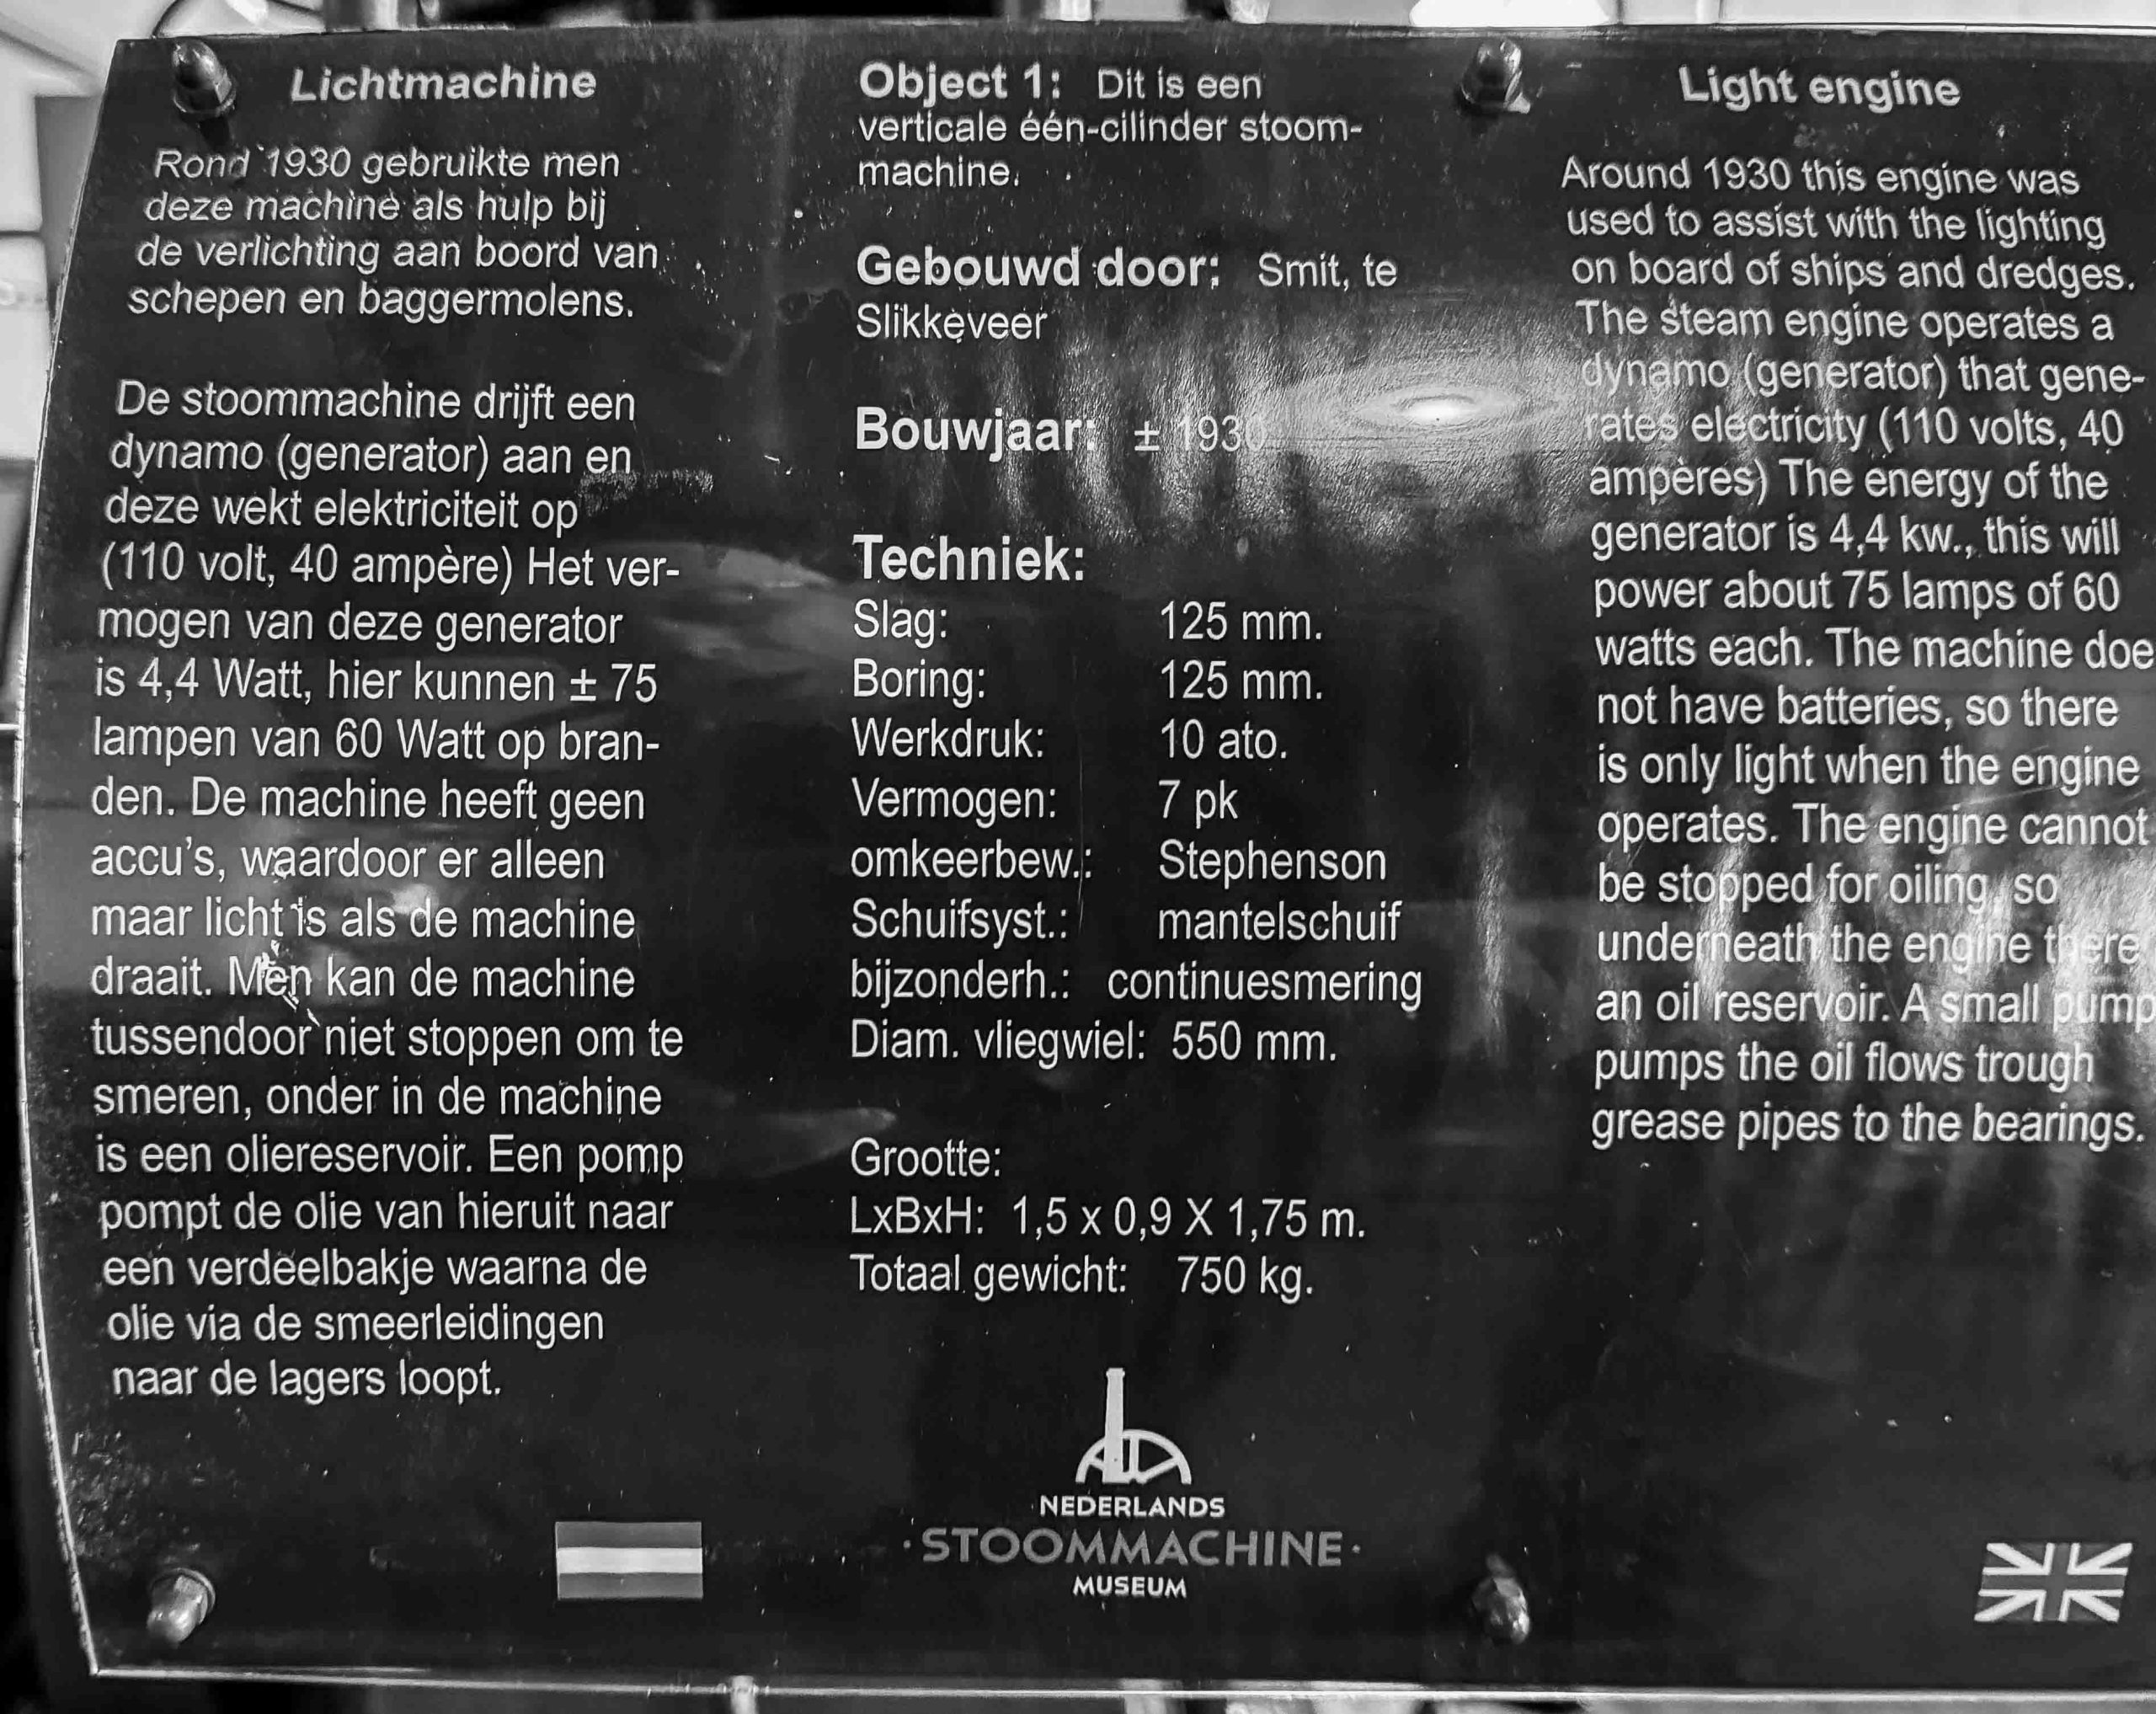 Lichtmachine
Rond 1930 gebruikte men
deze machine als hulp bij
de verlichting aan boord van
schepen en baggermolens.
De stoommachine drijft een
dynamo (generator) aan en
deze wekt elektriciteit op
(110 volt, 40 ampère) Het ver-
mogen van deze generator
is 4,4 Watt, hier kunnen ± 75
lampen van 60 Watt op bran-
den. De machine heeft geen
accu's, waardoor er alleen
maar licht is als de machine
draait. Men kan de machine
tussendoor niet stoppen om te
smeren, onder in de machine
is een oliereservoir. Een pomp
pompt de olie van hieruit naar
een verdeelbakje waarna de
olie via de smeerleidingen
naar de lagers loopt.
Object 1: Dit is een
verticale één-cilinder stoom-
machine.
Gebouwd door: Smit, te
Slikkeveer
Bouwjaar: ± 1930
Techniek:
Slag: 125 mm.
Boring: 125 mm.
Werkdruk: 10 ato.
Vermogen: 7 pk
omkeerbew.: Stephenson
Schuifsyst.: mantelschuif
bijzonderh.: continuesmering
Diam. vliegwiel: 550 mm.
Grootte:
LxBxH: 1,5 x 0,9 X 1,75 m.
Totaal gewicht: 750 kg.
NEDERLANDS
·STOOMMACHINE·
MUSEUM
Light engine
Around 1930 this engine was
used to assist with the lighting
on board of ships and dredges.
The steam engine operates a
dynamo (generator) that gene-
rates electricity (110 volts, 40
ampères) The energy of the
generator is 4,4 kw., this will
power about 75 lamps of 60
watts each. The machine doe
not have batteries, so there
is only light when the engine
operates. The engine cannot
be stopped for oiling, so
underneath the engine there
an oil reservoir. A small pump
pumps the oil flows trough
grease pipes to the bearings.